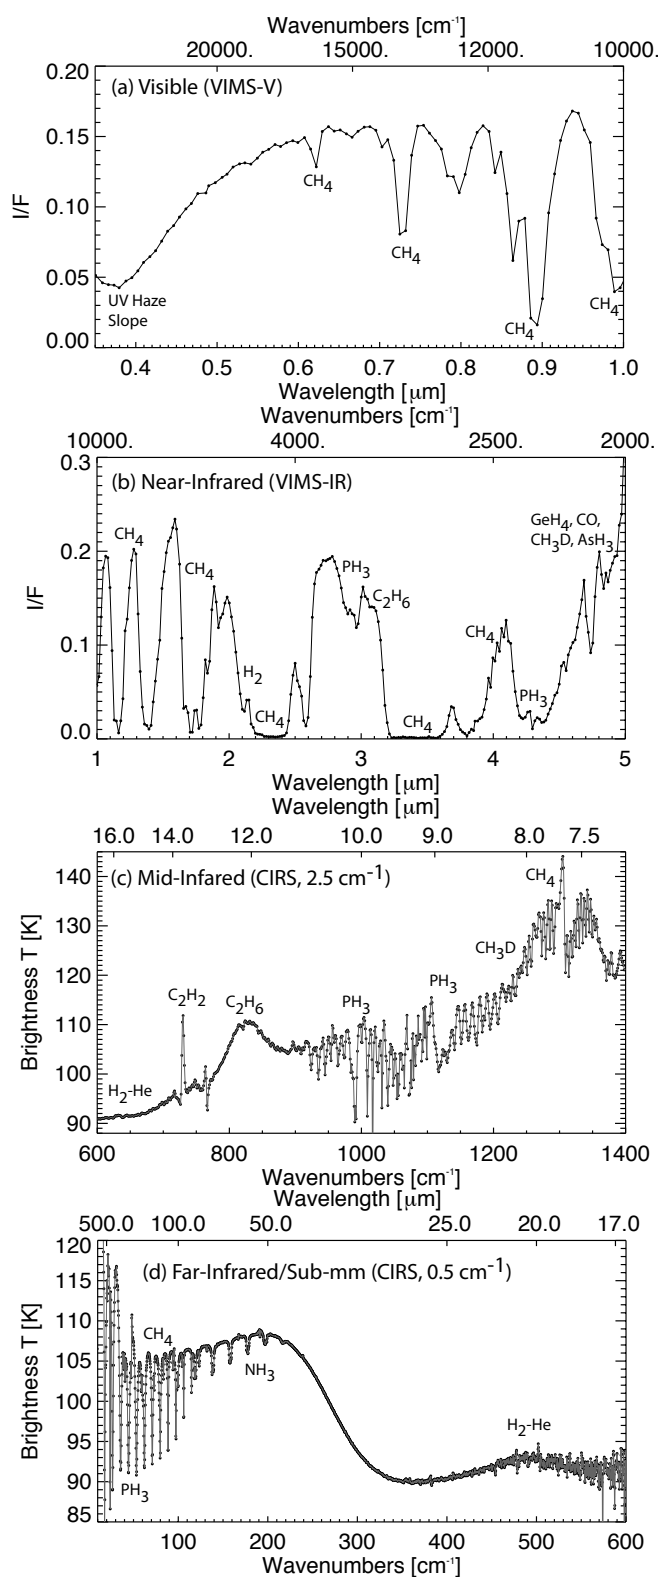 Wavenumbers [cm⁻¹]
20000. 16000. 14000. 12000. 10000.
0.20
(a) Visible (VIMS-V)
0.15
CH₄
0.10
I/F
CH₄
0.05
UV Haze
Slope
CH₄
CH₄
0.00
0.4 0.5 0.6 0.7 0.8 0.9 1.0
Wavelength [μm]
Wavenumbers [cm⁻¹]
10000. 4000. 2500. 2000.
0.3
(b) Near-Infrared (VIMS-IR)
GeH₄, CO,
CH₃D, AsH₃
CH₄
0.2
CH₄
PH₃
C₂H₆
I/F
0.1
CH₄
H₂
PH₃
CH₄
CH₄
0.0
1 2 3 4 5
Wavelength [μm]
Wavelength [μm]
16.0 14.0 12.0 10.0 9.0 8.0 7.5
140
(c) Mid-Infared (CIRS, 2.5 cm⁻¹)
CH₄
130
Brightness T [K]
120
CH₃D
C₂H₂
C₂H₆
PH₃
PH₃
110
100
H₂-He
90
600 800 1000 1200 1400
Wavenumbers [cm⁻¹]
Wavelength [μm]
500.0 100.0 50.0 25.0 20.0 17.0
120
(d) Far-Infrared/Sub-mm (CIRS, 0.5 cm⁻¹)
115
110
CH₄
105
NH₃
Brightness T [K]
100
95
H₂-He
90
PH₃
85
100 200 300 400 500 600
Wavenumbers [cm⁻¹]